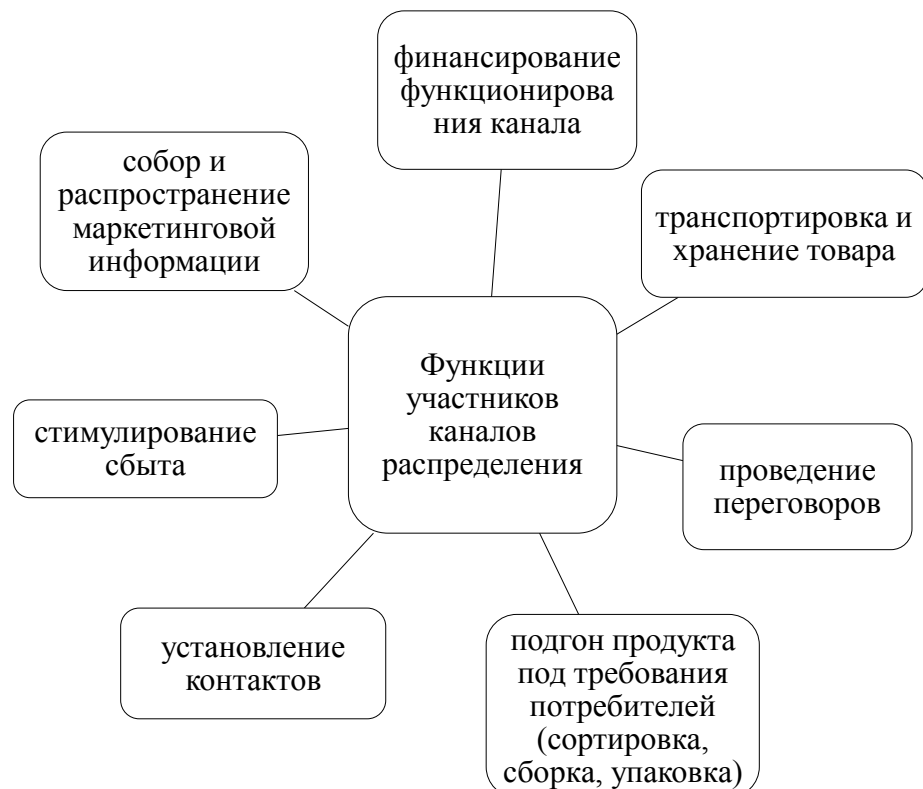 финансирование
функционирова
ния канала
собор и
распространение
маркетинговой
информации
транспортировка и
хранение товара
Функции
участников
каналов
распределения
стимулирование
сбыта
проведение
переговоров
установление
контактов
подгон продукта
под требования
потребителей
(сортировка,
сборка, упаковка)